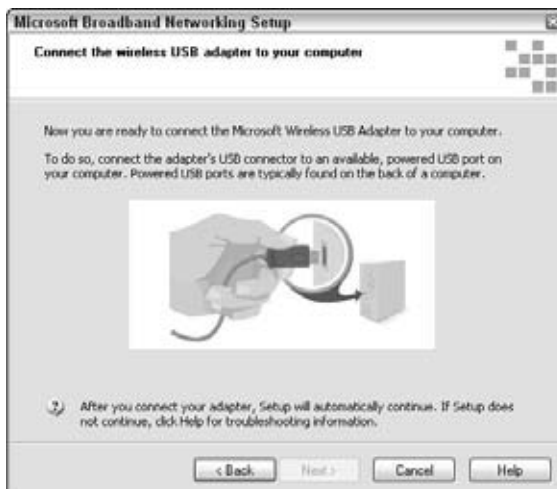 Microsoft Broadband Networking Setup
Connect the wireless USB adapter to your computer
Now you are ready to connect the Microsoft Wireless USB Adapter to your computer.
To do so, connect the adapter's USB connector to an available, powered USB port on
your computer. Powered USB ports are typically found on the back of a computer.
After you connect your adapter, Setup will automatically continue. If Setup does
not continue, click Help for troubleshooting information.
< Back
Next >
Cancel
Help